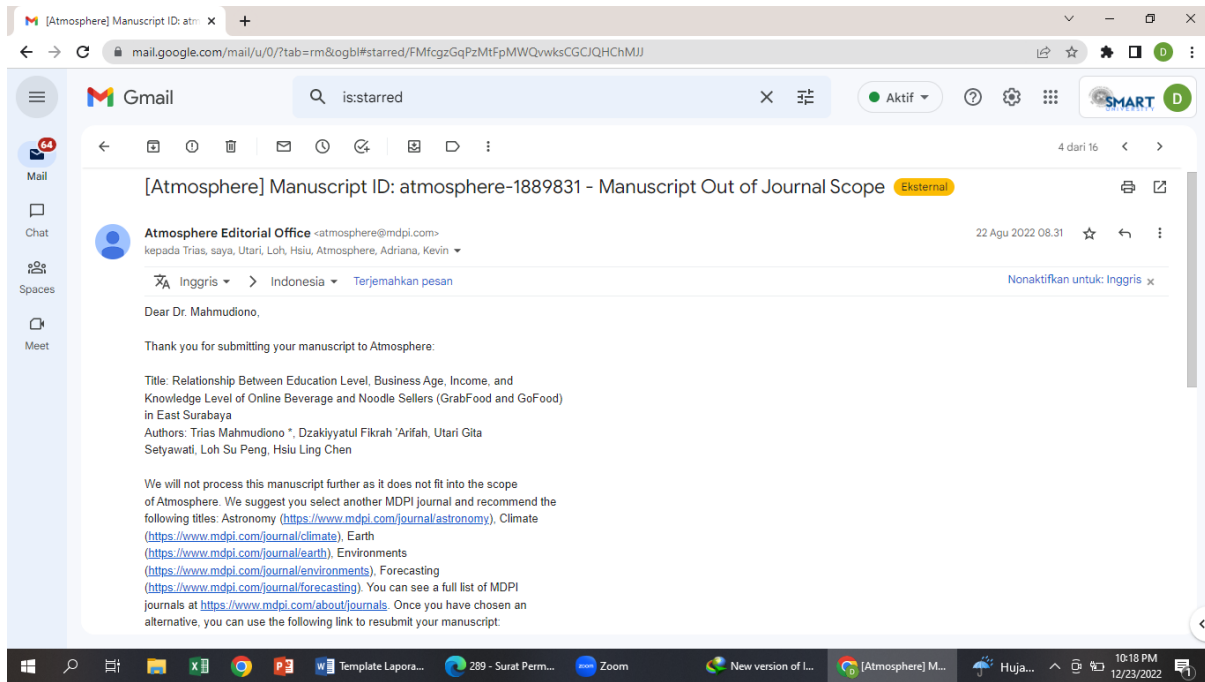 [Atmosphere] Manuscript ID: atm
mail.google.com/mail/u/0/?tab=rm&ogbl#starred/FMfcgzGqPzMtFpMWQvwksCGCJQHChMJJ
D
Gmail
is:starred
Aktif
SMART
UNIVERSITY
D
64
Mail
Chat
Spaces
Meet
4 dari 16
[Atmosphere] Manuscript ID: atmosphere-1889831 - Manuscript Out of Journal Scope Eksternal
Atmosphere Editorial Office <atmosphere@mdpi.com>
22 Agu 2022 08.31
kepada Trias, saya, Utari, Loh, Hsiu, Atmosphere, Adriana, Kevin
Inggris > Indonesia Terjemahkan pesan
Nonaktifkan untuk: Inggris x
Dear Dr. Mahmudiono,
Thank you for submitting your manuscript to Atmosphere:
Title: Relationship Between Education Level, Business Age, Income, and
Knowledge Level of Online Beverage and Noodle Sellers (GrabFood and GoFood)
in East Surabaya
Authors: Trias Mahmudiono *, Dzakiyyatul Fikrah 'Arifah, Utari Gita
Setyawati, Loh Su Peng, Hsiu Ling Chen
We will not process this manuscript further as it does not fit into the scope
of Atmosphere. We suggest you select another MDPI journal and recommend the
following titles: Astronomy (https://www.mdpi.com/journal/astronomy), Climate
(https://www.mdpi.com/journal/climate), Earth
(https://www.mdpi.com/journal/earth), Environments
(https://www.mdpi.com/journal/environments), Forecasting
(https://www.mdpi.com/journal/forecasting). You can see a full list of MDPI
journals at https://www.mdpi.com/about/journals. Once you have chosen an
alternative, you can use the following link to resubmit your manuscript:
Template Lapora...
289 - Surat Perm...
Zoom
New version of I...
[Atmosphere] M...
Huja...
10:18 PM
12/23/2022